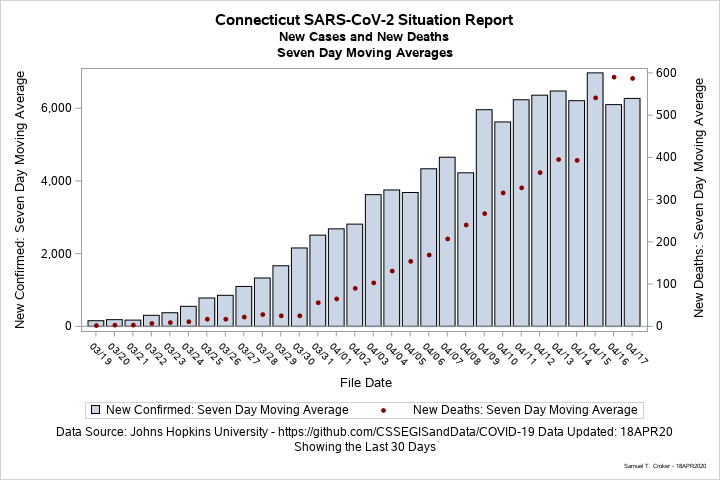 Connecticut SARS-CoV-2 Situation Report
New Cases and New Deaths
Seven Day Moving Averages
New Confirmed: Seven Day Moving Average
6,000
4,000
2,000
0
600
500
400
300
200
100
0
New Deaths: Seven Day Moving Average
03/19 03/20 03/21 03/22 03/23 03/24 03/25 03/26 03/27 03/28 03/29 03/30 03/31 04/01 04/02 04/03 04/04 04/05 04/06 04/07 04/08 04/09 04/10 04/11 04/12 04/13 04/14 04/15 04/16 04/17
File Date
New Confirmed: Seven Day Moving Average New Deaths: Seven Day Moving Average
Data Source: Johns Hopkins University - https://github.com/CSSEGISandData/COVID-19 Data Updated: 18APR20
Showing the Last 30 Days
Samuel T. Croker - 18APR2020